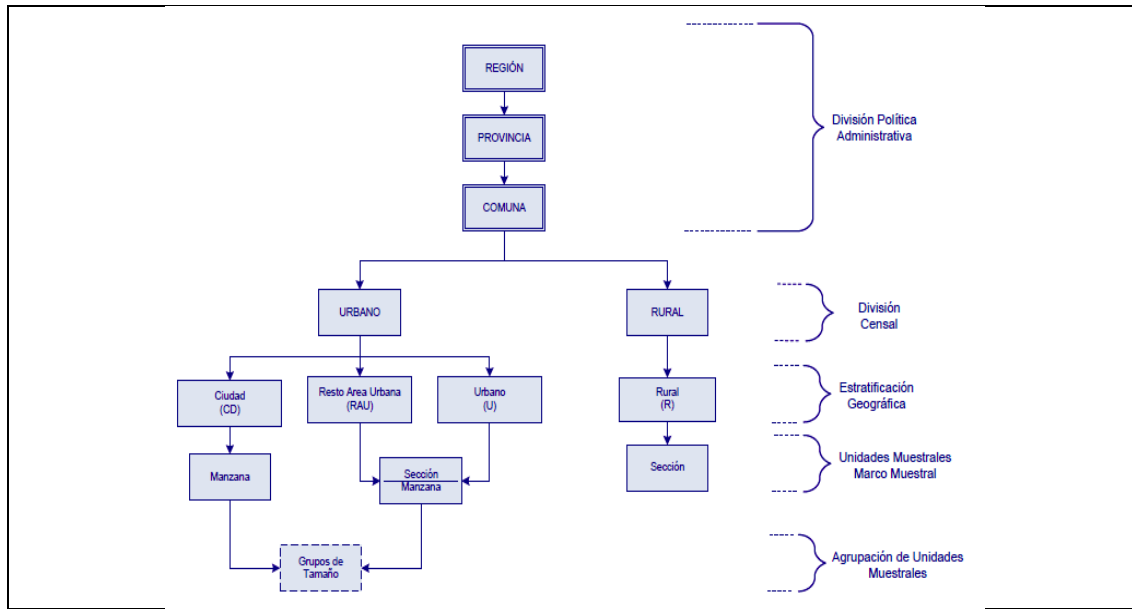 REGIÓN
PROVINCIA
División Política
Administrativa
COMUNA
URBANO
RURAL
División
Censal
Ciudad
(CD)
Resto Area Urbana
(RAU)
Urbano
(U)
Rural
(R)
Estratificación
Geográfica
Manzana
Sección
Manzana
Sección
Unidades Muestrales
Marco Muestral
Grupos de
Tamaño
Agrupación de Unidades
Muestrales